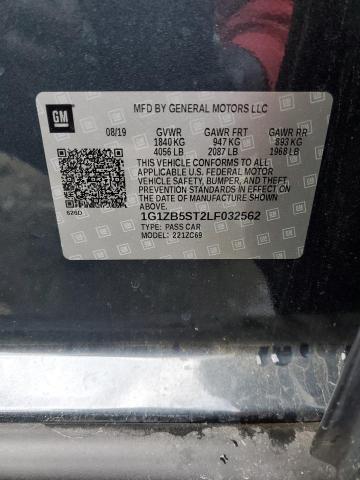 GM
MFD BY GENERAL MOTORS LLC
08/19 GVWR GAWR FRT GAWR RR
1840 KG 947 KG 893 KG
4056 LB 2087 LB 1968 LB
THIS VEHICLE CONFORMS TO ALL
APPLICABLE U.S. FEDERAL MOTOR
VEHICLE SAFETY, BUMPER, AND THEFT
PREVENTION STANDARDS IN EFFECT
ON THE DATE OF MANUFACTURE
SHOWN ABOVE.
1G1ZB5ST2LF032562
626D
TYPE: PASS CAR
MODEL: 221ZC69